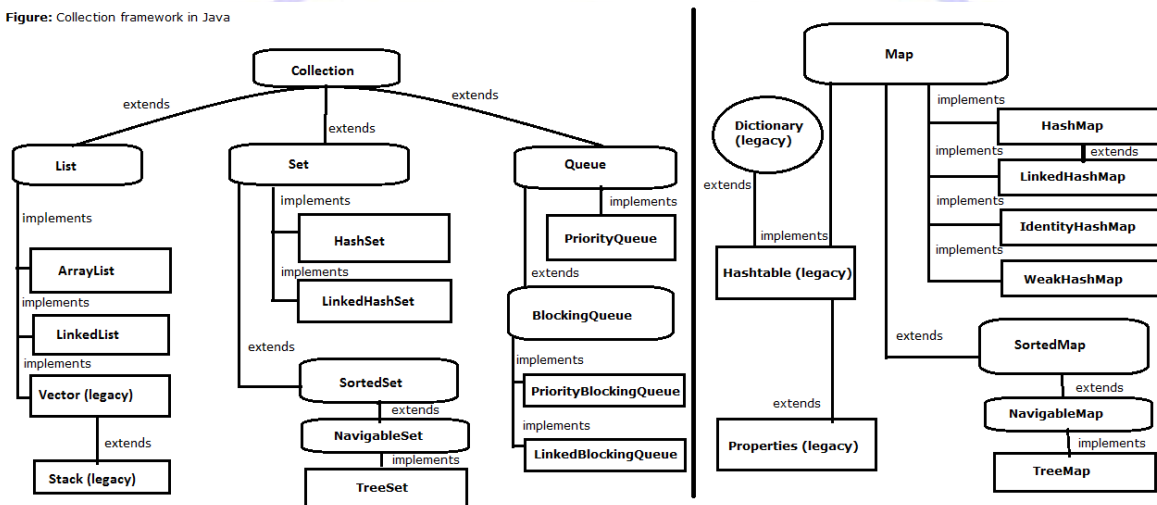 Figure: Collection framework in Java
Collection
extends
extends
extends
List
Set
Queue
implements
ArrayList
implements
LinkedList
implements
Vector (legacy)
extends
Stack (legacy)
implements
HashSet
implements
LinkedHashSet
extends
SortedSet
extends
NavigableSet
implements
TreeSet
implements
PriorityQueue
extends
BlockingQueue
implements
PriorityBlockingQueue
implements
LinkedBlockingQueue
Map
Dictionary
(legacy)
extends
implements
Hashtable (legacy)
extends
Properties (legacy)
implements
HashMap
implements
extends
LinkedHashMap
implements
IdentityHashMap
implements
WeakHashMap
extends
SortedMap
extends
NavigableMap
implements
TreeMap